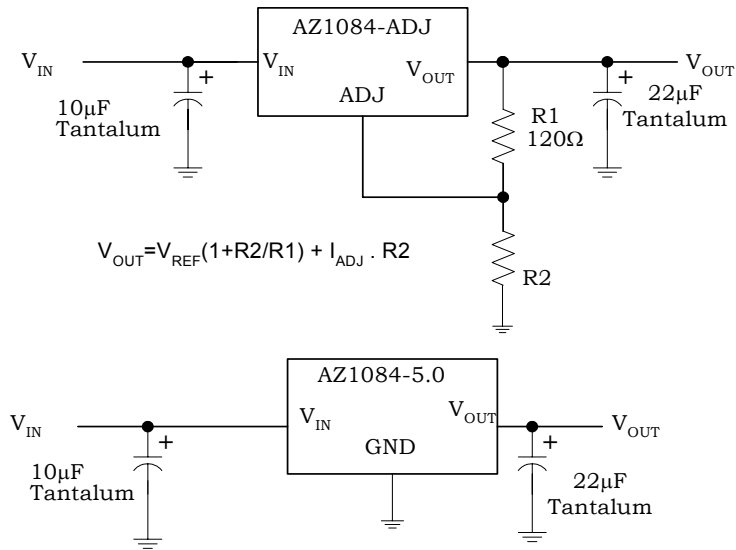 AZ1084-ADJ
V_IN
V_IN
V_OUT
V_OUT
ADJ
+
10µF
Tantalum
R1
120Ω
+
22µF
Tantalum
V_OUT=V_REF(1+R2/R1) + I_ADJ . R2
R2
AZ1084-5.0
V_IN
V_IN
V_OUT
V_OUT
GND
+
10µF
Tantalum
+
22µF
Tantalum